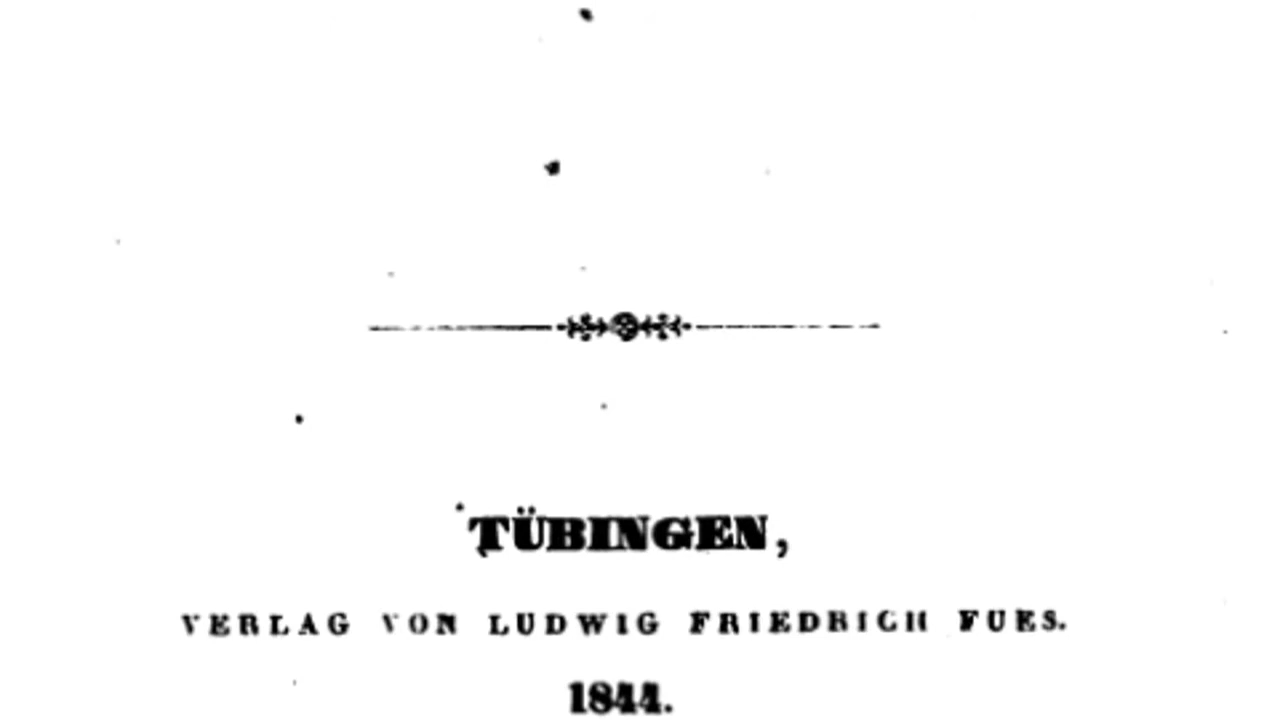 TÜBINGEN,
VERLAG VON LUDWIG FRIEDRICH FUES.
1844.